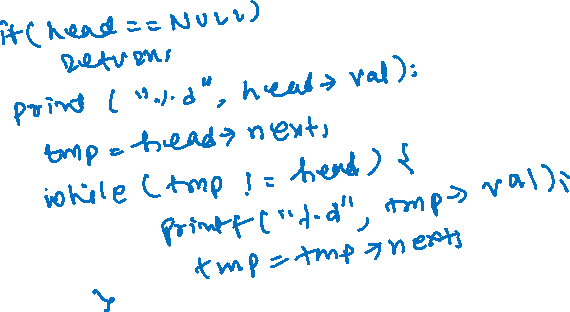 if(head==NULL)
return;
print ("%d", head→val);
tmp = head→next;
while (tmp != head) {
printf("%d", tmp→val);
tmp = tmp→next;
}